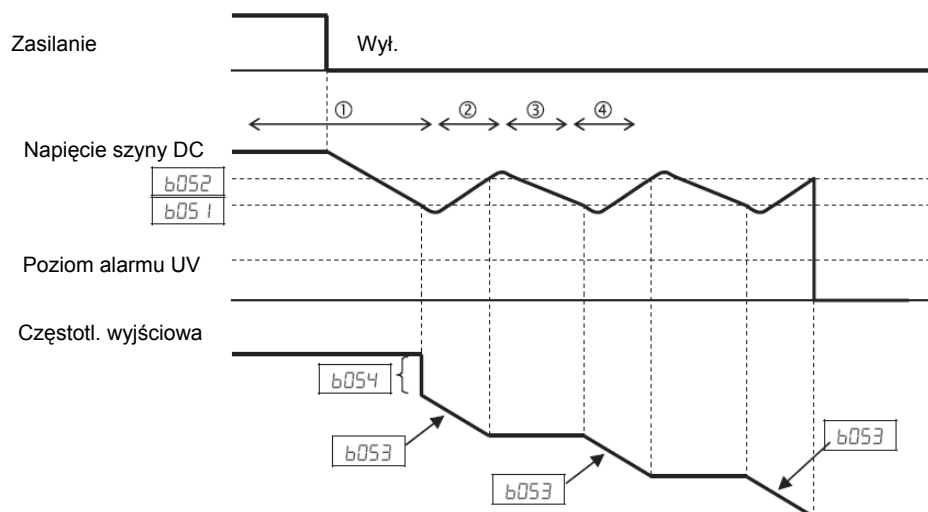 Zasilanie
Wył.
① ② ③ ④
Napięcie szyny DC
b052
b051
Poziom alarmu UV
Częstotl. wyjściowa
b054
b053
b053
b053